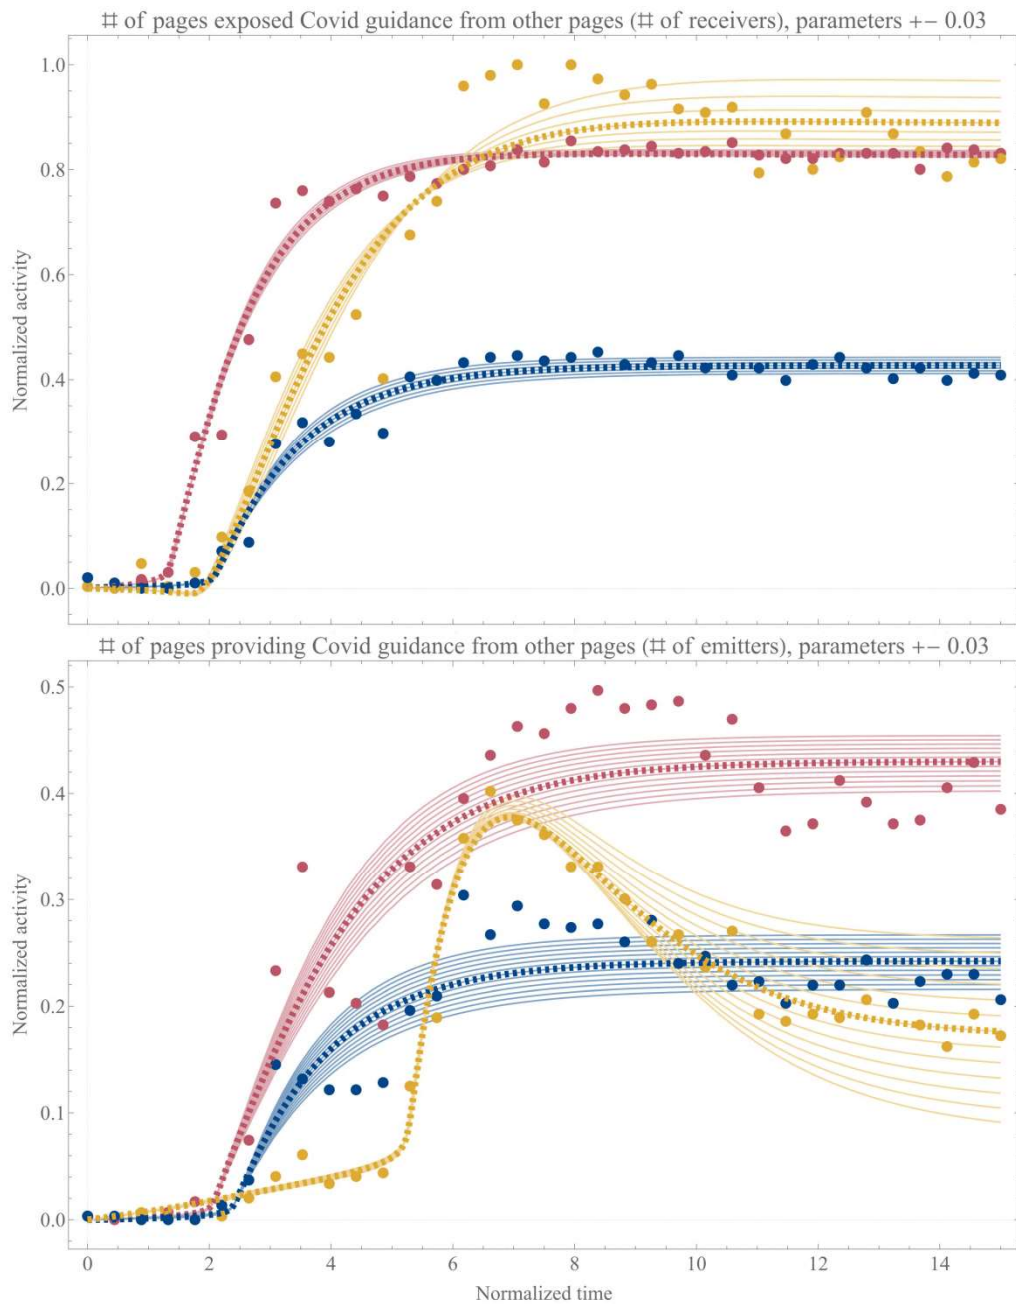 # of pages exposed Covid guidance from other pages (# of receivers), parameters +− 0.03
1.0
0.8
0.6
0.4
0.2
0.0
Normalized activity
# of pages providing Covid guidance from other pages (# of emitters), parameters +− 0.03
0.5
0.4
0.3
0.2
0.1
0.0
Normalized activity
0 2 4 6 8 10 12 14
Normalized time